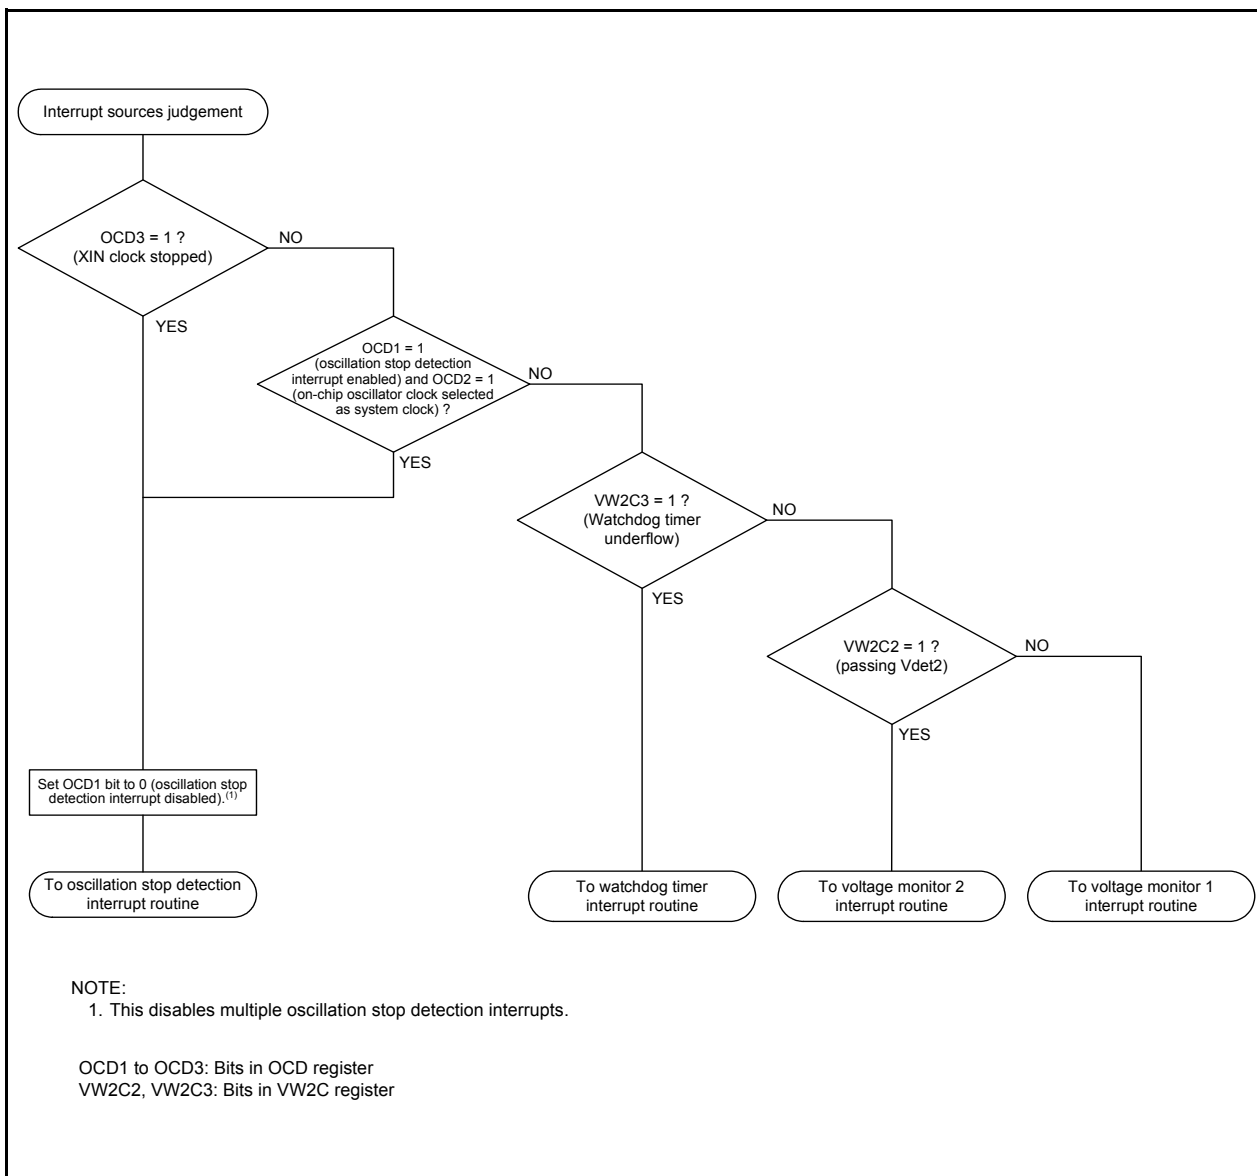 Interrupt sources judgement
OCD3 = 1 ?
(XIN clock stopped)
NO
YES
OCD1 = 1
(oscillation stop detection
interrupt enabled) and OCD2 = 1
(on-chip oscillator clock selected
as system clock) ?
NO
YES
VW2C3 = 1 ?
(Watchdog timer
underflow)
NO
YES
VW2C2 = 1 ?
(passing Vdet2)
NO
YES
Set OCD1 bit to 0 (oscillation stop
detection interrupt disabled).(1)
To oscillation stop detection
interrupt routine
To watchdog timer
interrupt routine
To voltage monitor 2
interrupt routine
To voltage monitor 1
interrupt routine
NOTE:
1. This disables multiple oscillation stop detection interrupts.
OCD1 to OCD3: Bits in OCD register
VW2C2, VW2C3: Bits in VW2C register